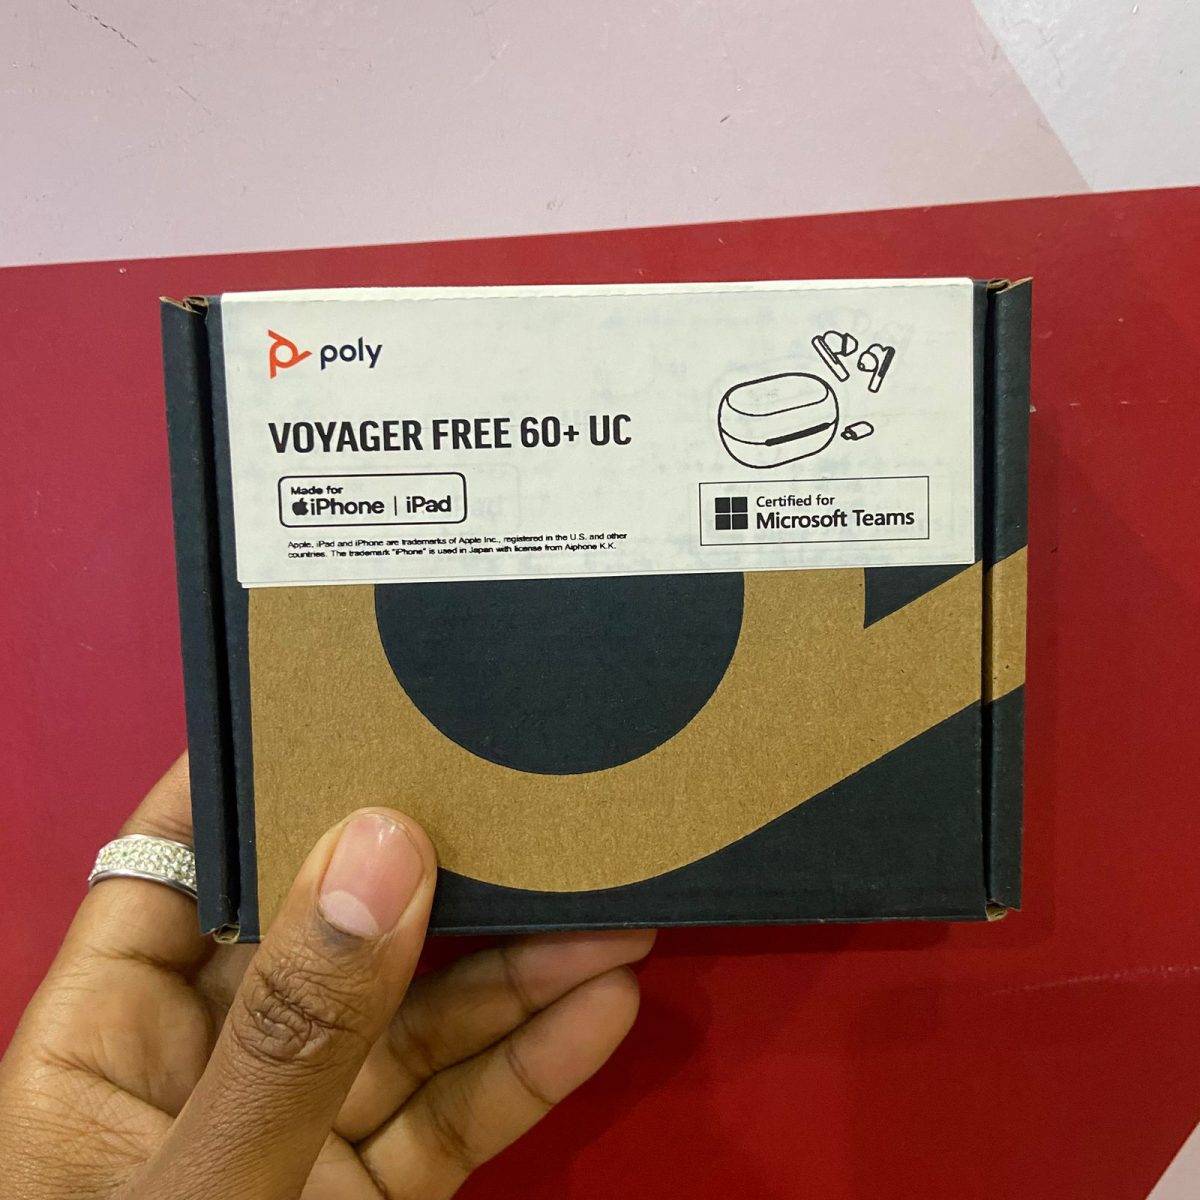 poly
VOYAGER FREE 60+ UC
Made for
iPhone | iPad
Apple, iPad and iPhone are trademarks of Apple Inc., registered in the U.S. and other
countries. The trademark "iPhone" is used in Japan with license from Aiphone K.K.
Certified for
Microsoft Teams